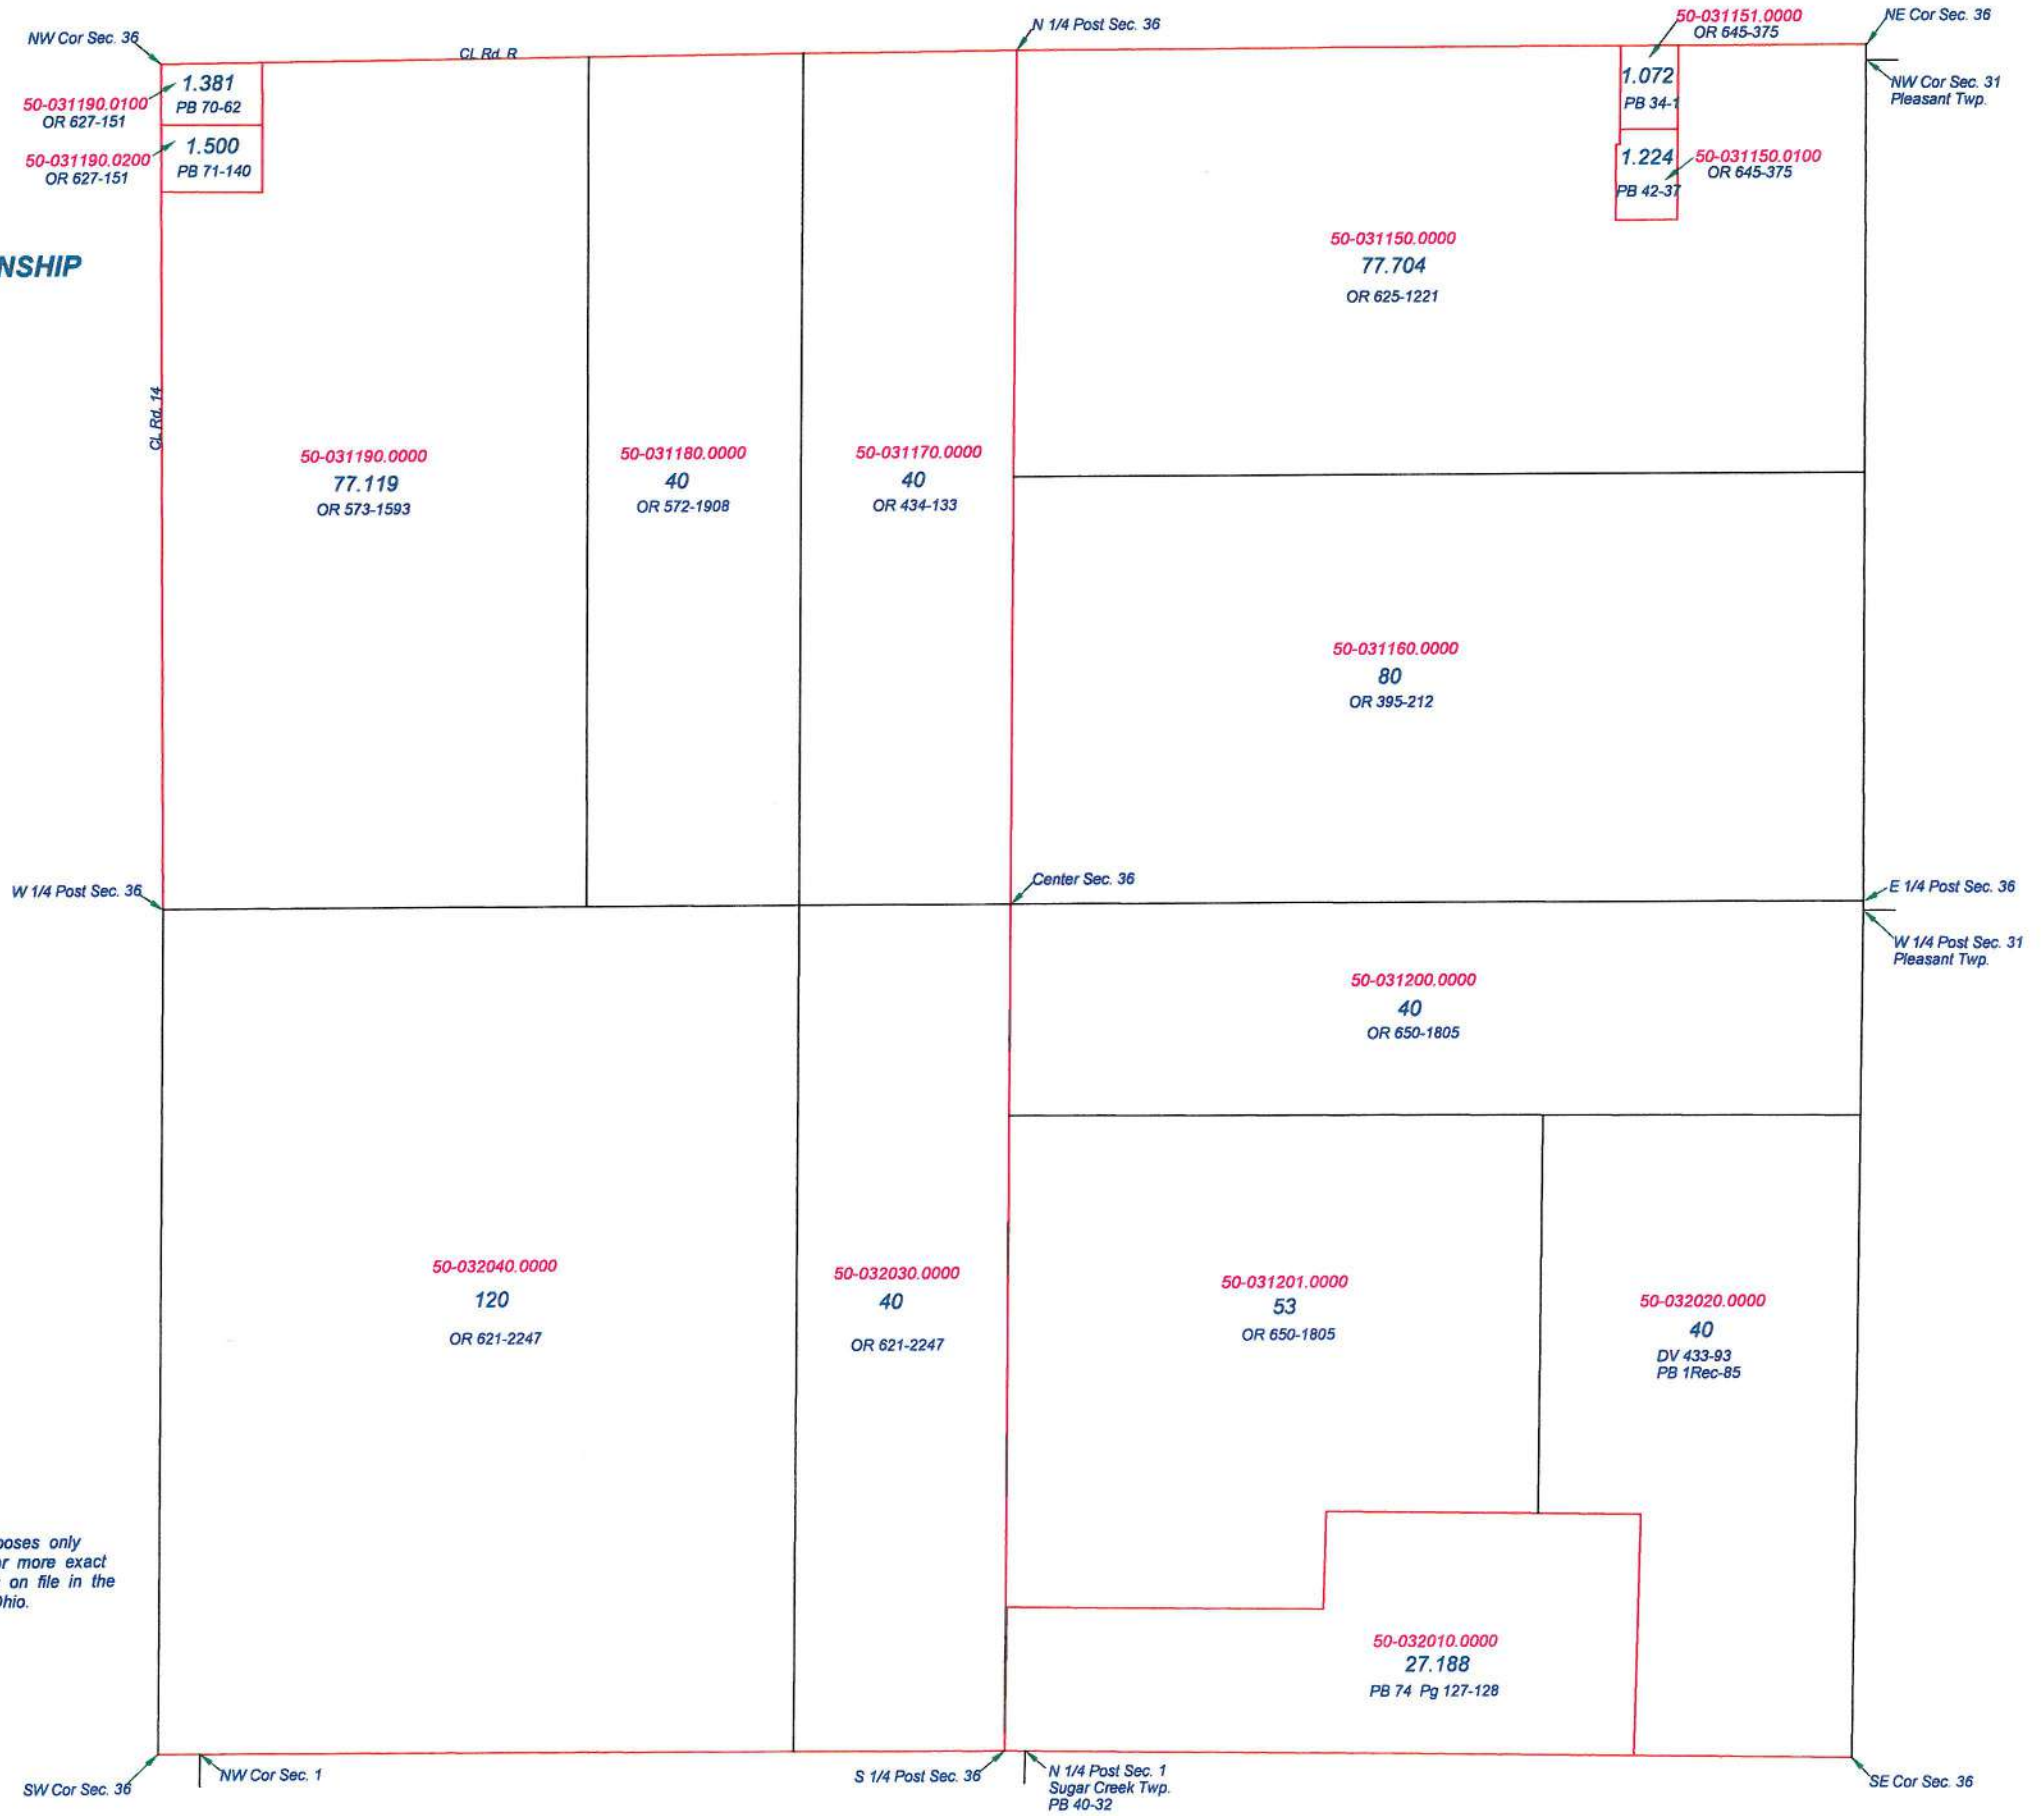 NW Cor Sec. 36
CL Rd. R
N 1/4 Post Sec. 36
50-031151.0000
OR 645-375
NE Cor Sec. 36
NW Cor Sec. 31
Pleasant Twp.
50-031190.0100
OR 627-151
1.381
PB 70-62
50-031190.0200
OR 627-151
1.500
PB 71-140
1.072
PB 34-1
1.224
PB 42-37
50-031150.0100
OR 645-375
NSHIP
50-031150.0000
77.704
OR 625-1221
CL Rd. 14
50-031190.0000
77.119
OR 573-1593
50-031180.0000
40
OR 572-1908
50-031170.0000
40
OR 434-133
50-031160.0000
80
OR 395-212
W 1/4 Post Sec. 36
Center Sec. 36
E 1/4 Post Sec. 36
W 1/4 Post Sec. 31
Pleasant Twp.
50-031200.0000
40
OR 650-1805
50-032040.0000
120
OR 621-2247
50-032030.0000
40
OR 621-2247
50-031201.0000
53
OR 650-1805
50-032020.0000
40
DV 433-93
PB 1Rec-85
oses only
r more exact
on file in the
Ohio.
50-032010.0000
27.188
PB 74 Pg 127-128
SW Cor Sec. 36
NW Cor Sec. 1
S 1/4 Post Sec. 36
N 1/4 Post Sec. 1
Sugar Creek Twp.
PB 40-32
SE Cor Sec. 36